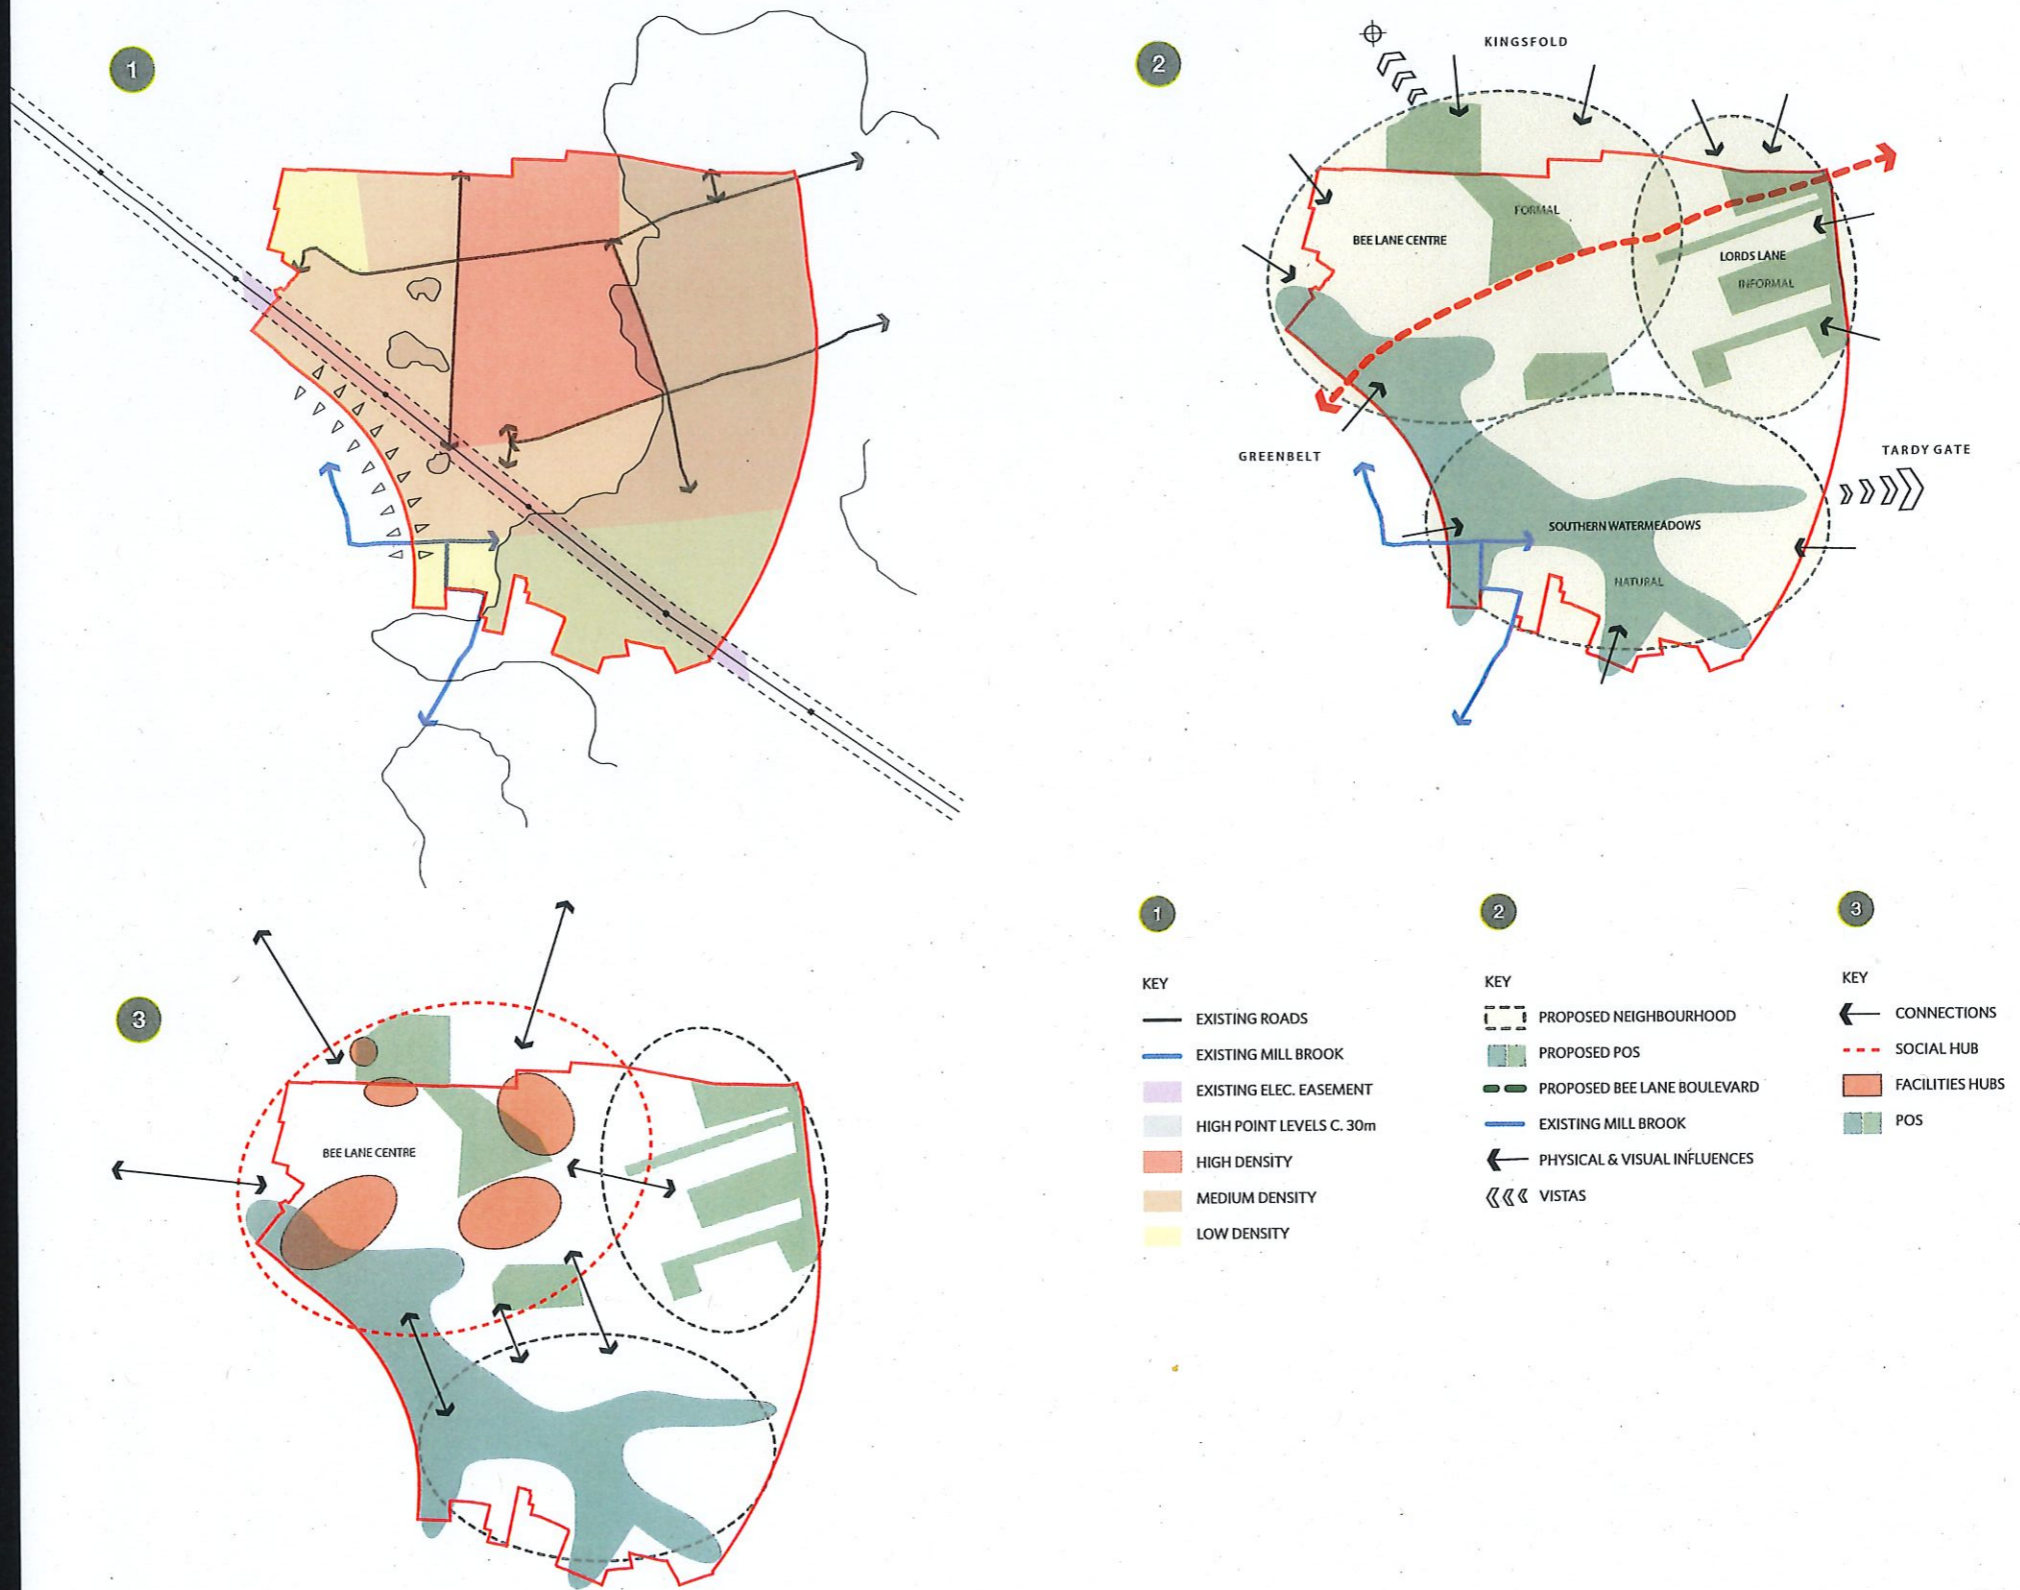 1
2
KINGSFOLD
FORMAL
BEE LANE CENTRE
LORDS LANE
INFORMAL
GREENBELT
TARDY GATE
SOUTHERN WATERMEADOWS
NATURAL
3
BEE LANE CENTRE
1
KEY
EXISTING ROADS
EXISTING MILL BROOK
EXISTING ELEC. EASEMENT
HIGH POINT LEVELS C. 30m
HIGH DENSITY
MEDIUM DENSITY
LOW DENSITY
2
KEY
PROPOSED NEIGHBOURHOOD
PROPOSED POS
PROPOSED BEE LANE BOULEVARD
EXISTING MILL BROOK
PHYSICAL & VISUAL INFLUENCES
VISTAS
3
KEY
CONNECTIONS
SOCIAL HUB
FACILITIES HUBS
POS